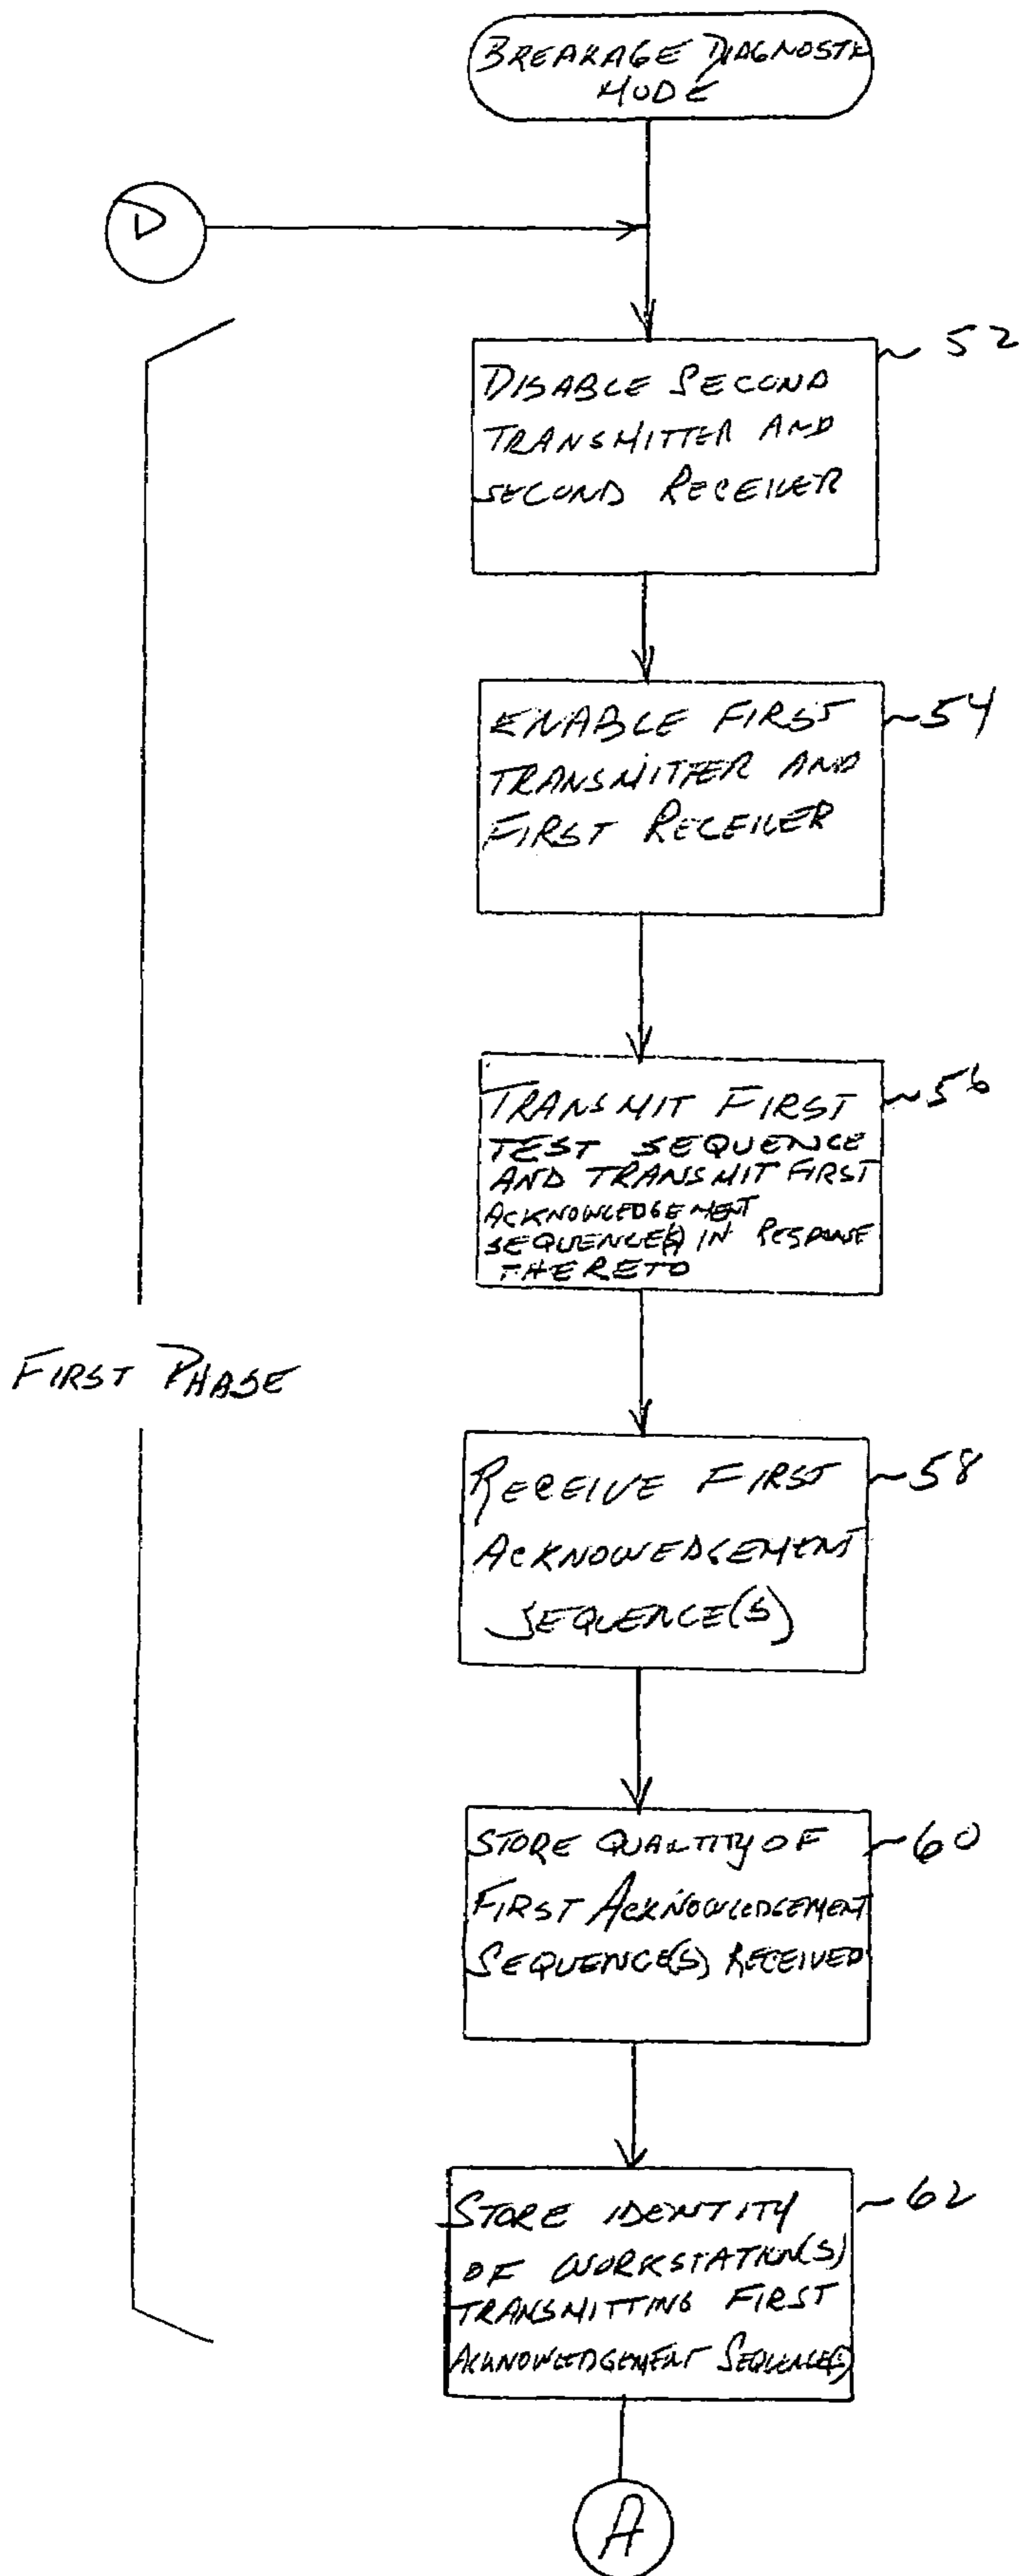 BREAKAGE DIAGNOSTIC
MODE
D
52
DISABLE SECOND
TRANSMITTER AND
SECOND RECEIVER
54
ENABLE FIRST
TRANSMITTER AND
FIRST RECEIVER
56
TRANSMIT FIRST
TEST SEQUENCE
AND TRANSMIT FIRST
ACKNOWLEDGEMENT
SEQUENCE(S) IN RESPONSE
THERETO
FIRST PHASE
58
RECEIVE FIRST
ACKNOWEDGEMENT
SEQUENCE(S)
60
STORE QUALTITY OF
FIRST ACKNOWLEDGEMENT
SEQUENCE(S) RECEIVED
62
STORE IDENTITY
OF WORKSTATION(S)
TRANSMITTING FIRST
ACKNOWLEDGEMENT SEQUENCE(S)
A